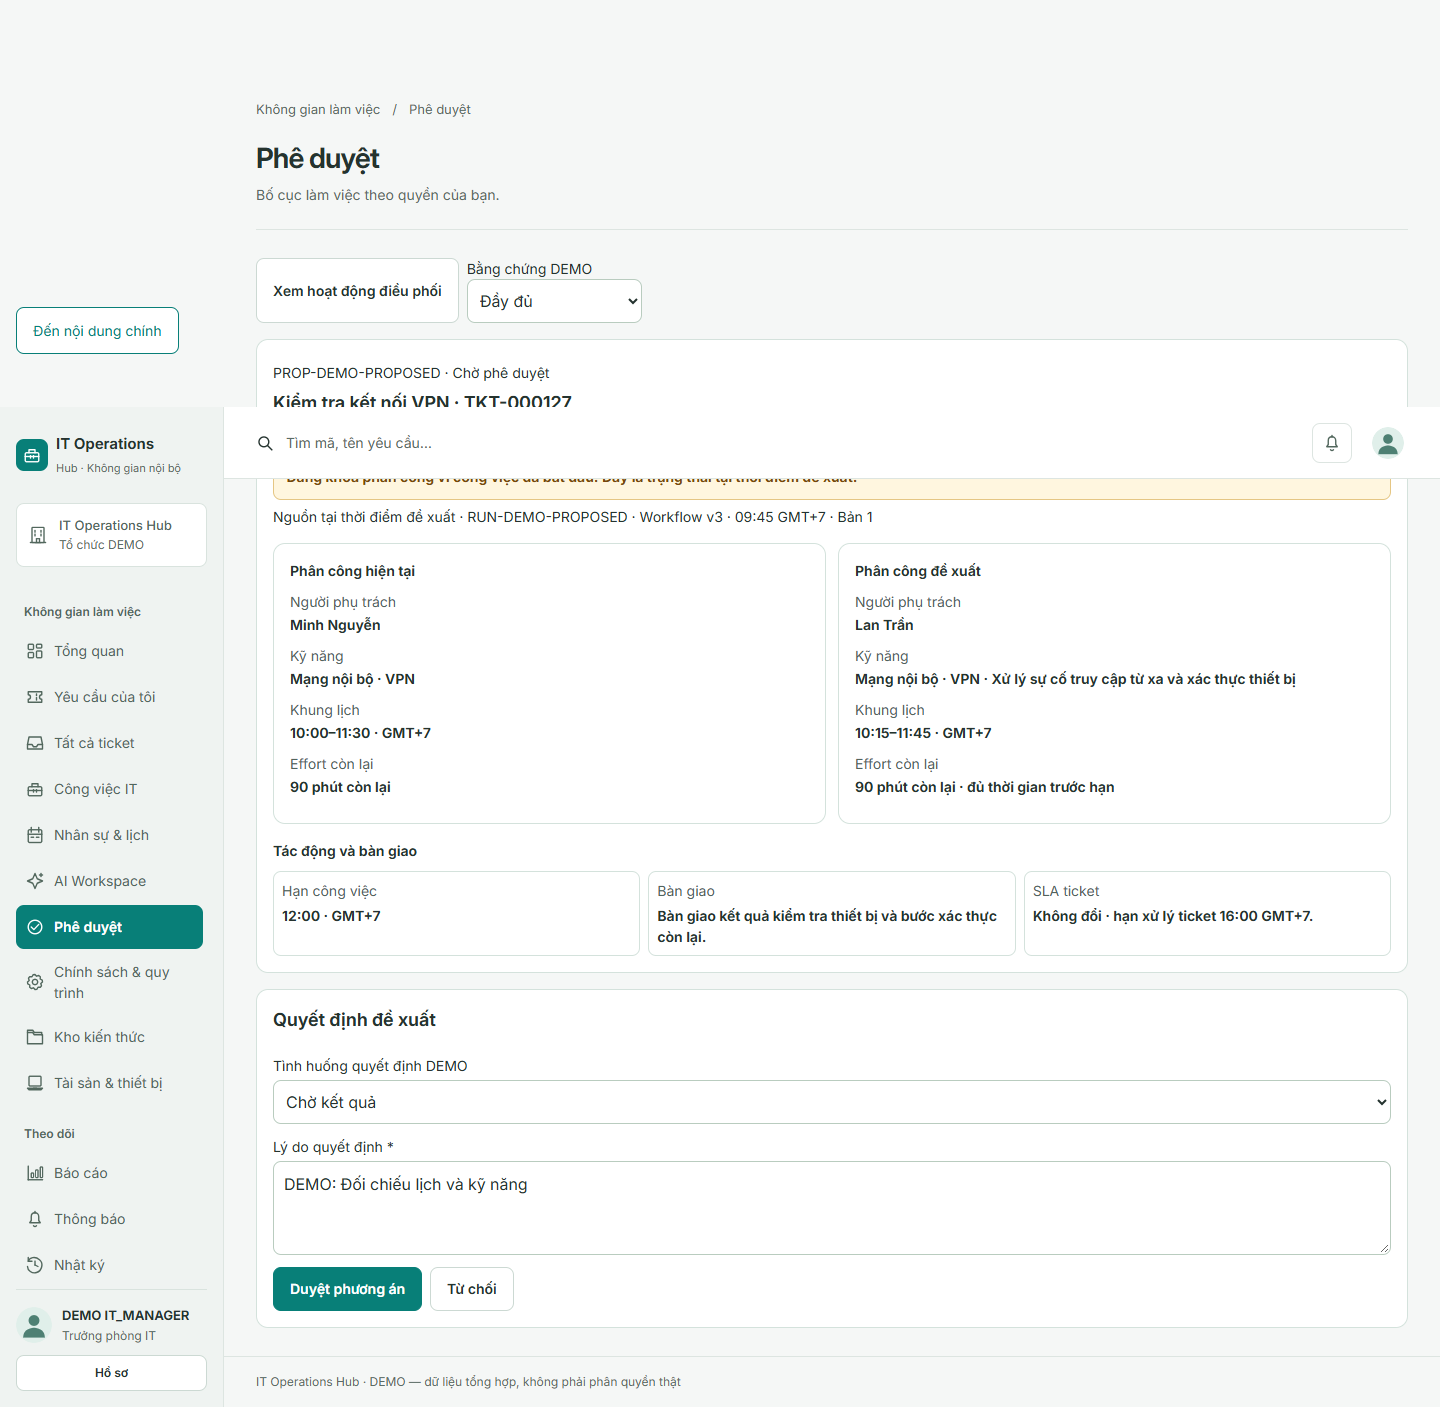 Không gian làm việc / Phê duyệt
Phê duyệt
Bố cục làm việc theo quyền của bạn.
Xem hoạt động điều phối
Bằng chứng DEMO
Đầy đủ
Đến nội dung chính
PROP-DEMO-PROPOSED · Chờ phê duyệt
Kiểm tra kết nối VPN · TKT-000127
IT Operations
Hub · Không gian nội bộ
Tìm mã, tên yêu cầu...
IT Operations Hub
Tổ chức DEMO
Không gian làm việc
Tổng quan
Yêu cầu của tôi
Tất cả ticket
Công việc IT
Nhân sự & lịch
AI Workspace
Phê duyệt
Chính sách & quy
trình
Kho kiến thức
Tài sản & thiết bị
Theo dõi
Báo cáo
Thông báo
Nhật ký
DEMO IT_MANAGER
Trưởng phòng IT
Hồ sơ
Nguồn tại thời điểm đề xuất · RUN-DEMO-PROPOSED · Workflow v3 · 09:45 GMT+7 · Bản 1
Phân công hiện tại
Người phụ trách
Minh Nguyễn
Kỹ năng
Mạng nội bộ · VPN
Khung lịch
10:00–11:30 · GMT+7
Effort còn lại
90 phút còn lại
Phân công đề xuất
Người phụ trách
Lan Trần
Kỹ năng
Mạng nội bộ · VPN · Xử lý sự cố truy cập từ xa và xác thực thiết bị
Khung lịch
10:15–11:45 · GMT+7
Effort còn lại
90 phút còn lại · đủ thời gian trước hạn
Tác động và bàn giao
Hạn công việc
12:00 · GMT+7
Bàn giao
Bàn giao kết quả kiểm tra thiết bị và bước xác thực
còn lại.
SLA ticket
Không đổi · hạn xử lý ticket 16:00 GMT+7.
Quyết định đề xuất
Tình huống quyết định DEMO
Chờ kết quả
Lý do quyết định *
DEMO: Đối chiếu lịch và kỹ năng
Duyệt phương án
Từ chối
IT Operations Hub · DEMO — dữ liệu tổng hợp, không phải phân quyền thật